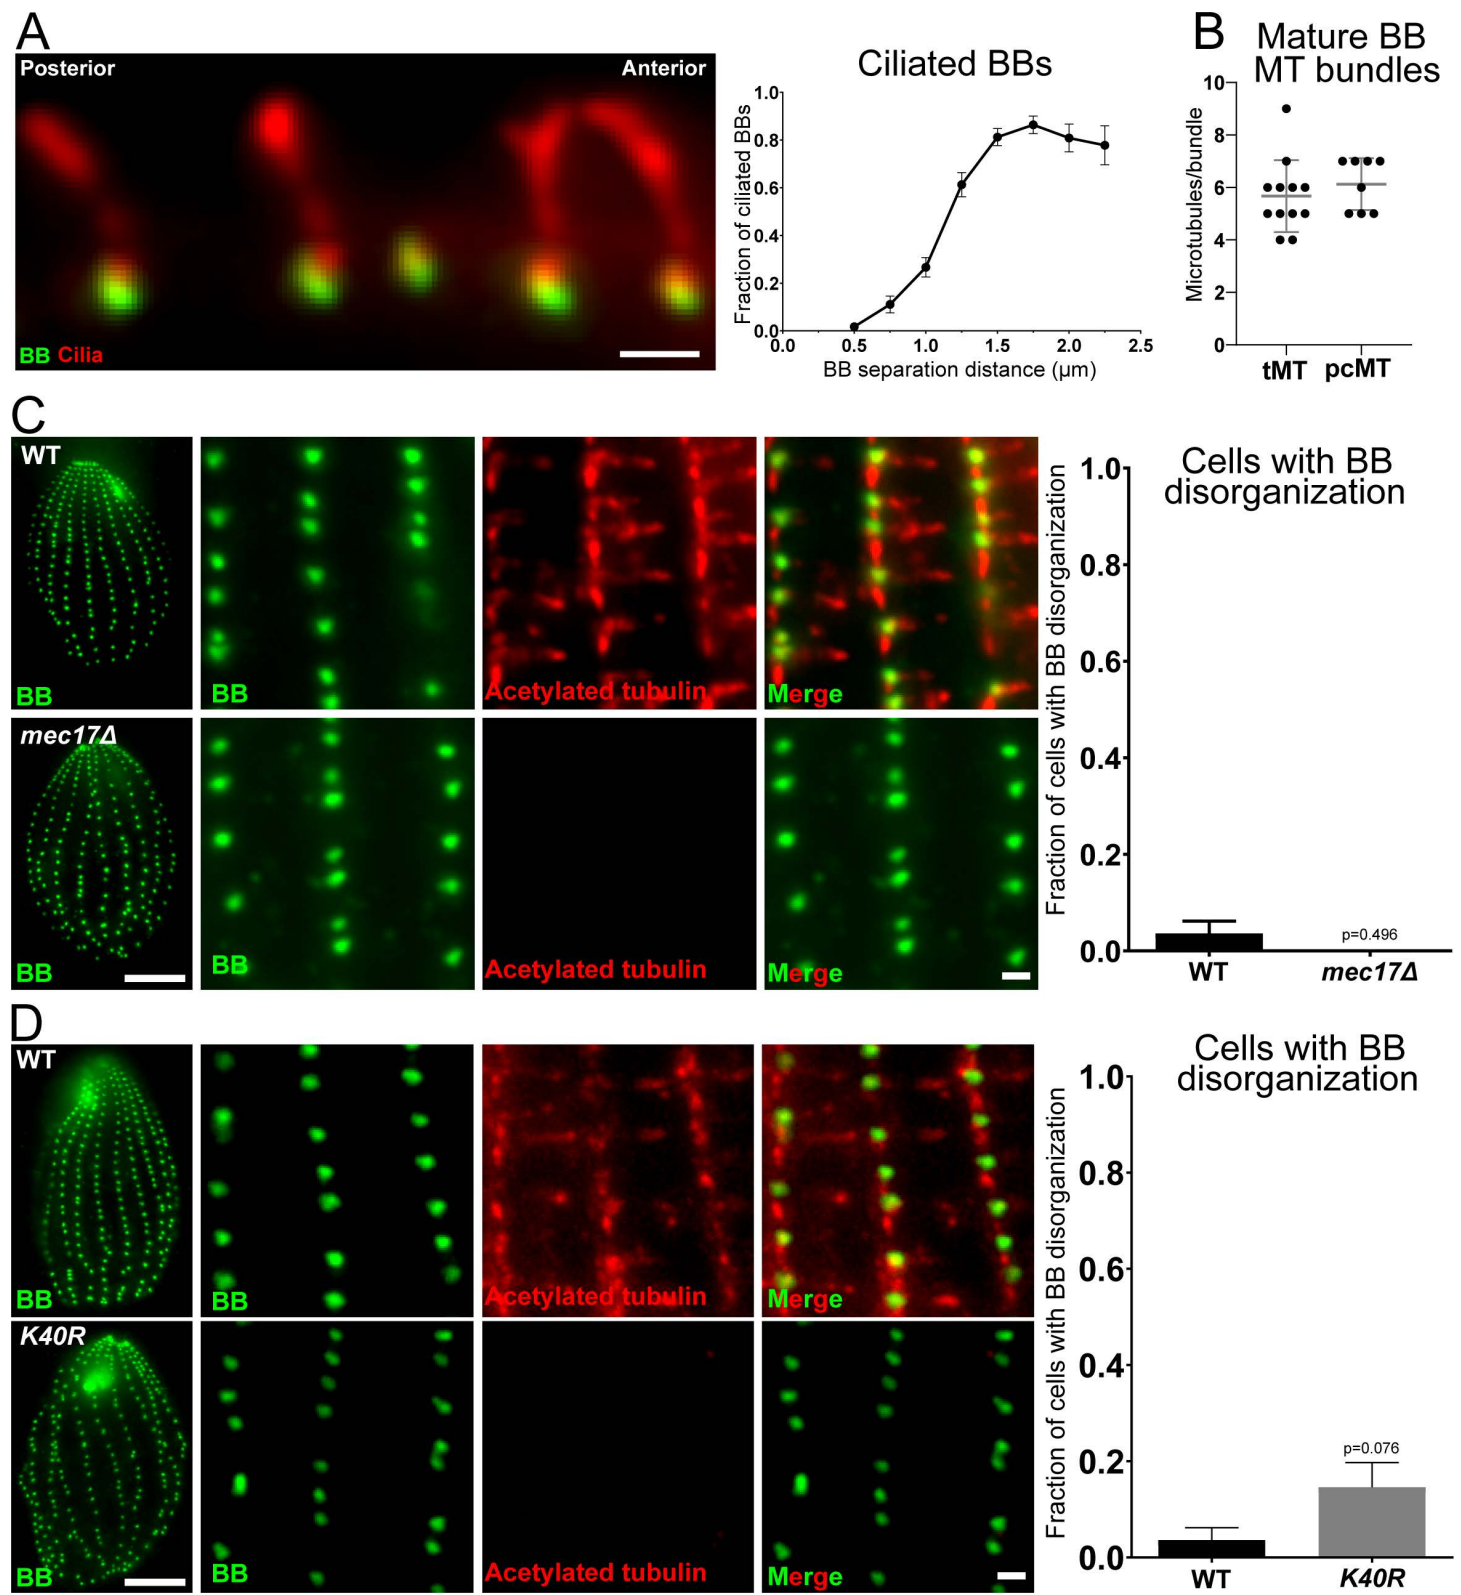 A
Posterior
Anterior
BB Cilia
Ciliated BBs
Fraction of ciliated BBs
1.0
0.8
0.6
0.4
0.2
0.0
0.0
0.5
1.0
1.5
2.0
2.5
BB separation distance (µm)
B
Mature BB
MT bundles
Microtubules/bundle
10
8
6
4
2
0
tMT
pcMT
C
WT
BB
BB
Acetylated tubulin
Merge
mec17Δ
BB
BB
Acetylated tubulin
Merge
Cells with BB
disorganization
Fraction of cells with BB disorganization
1.0
0.8
0.6
0.4
0.2
0.0
p=0.496
WT
mec17Δ
D
WT
BB
BB
Acetylated tubulin
Merge
K40R
BB
BB
Acetylated tubulin
Merge
Cells with BB
disorganization
Fraction of cells with BB disorganization
1.0
0.8
0.6
0.4
0.2
0.0
p=0.076
WT
K40R